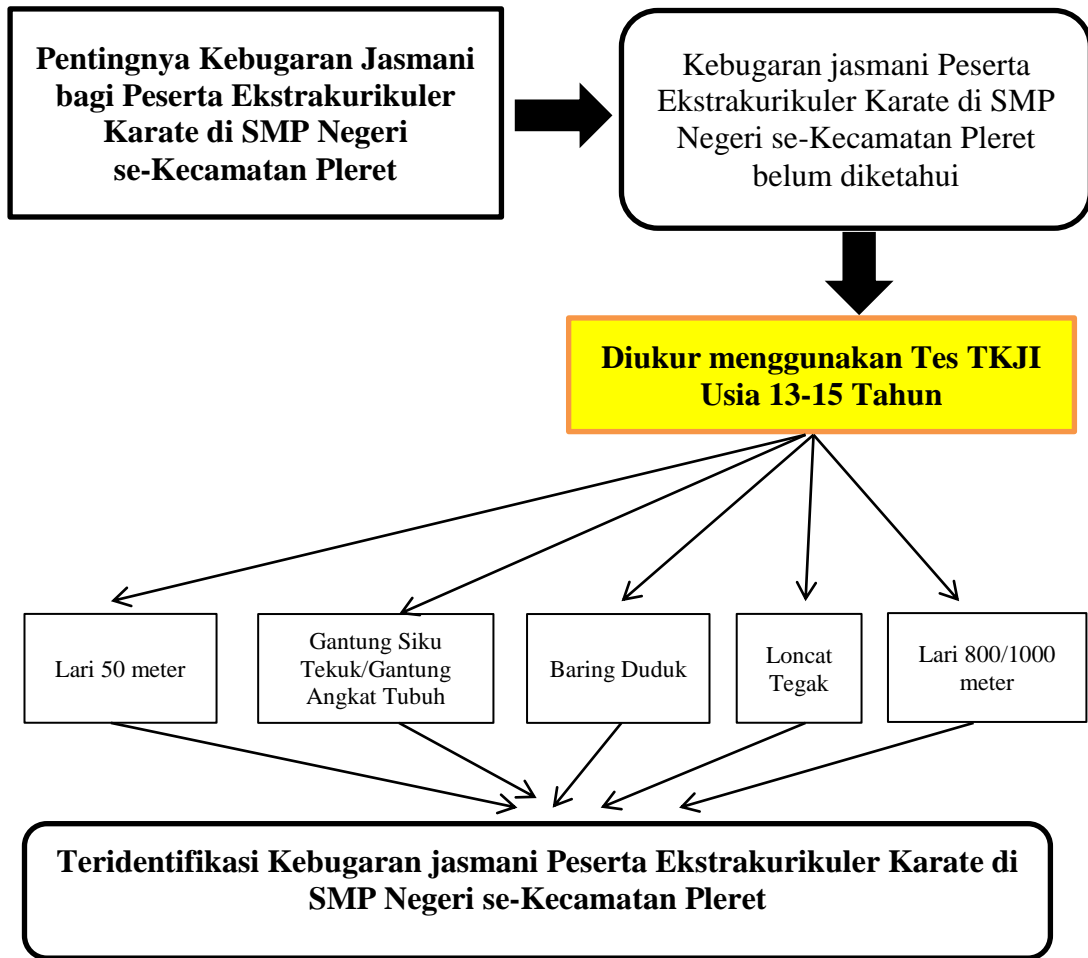 Pentingnya Kebugaran Jasmani
bagi Peserta Ekstrakurikuler
Karate di SMP Negeri
se-Kecamatan Pleret
Kebugaran jasmani Peserta
Ekstrakurikuler Karate di SMP
Negeri se-Kecamatan Pleret
belum diketahui
Diukur menggunakan Tes TKJI
Usia 13-15 Tahun
Lari 50 meter
Gantung Siku
Tekuk/Gantung
Angkat Tubuh
Baring Duduk
Loncat
Tegak
Lari 800/1000
meter
Teridentifikasi Kebugaran jasmani Peserta Ekstrakurikuler Karate di
SMP Negeri se-Kecamatan Pleret